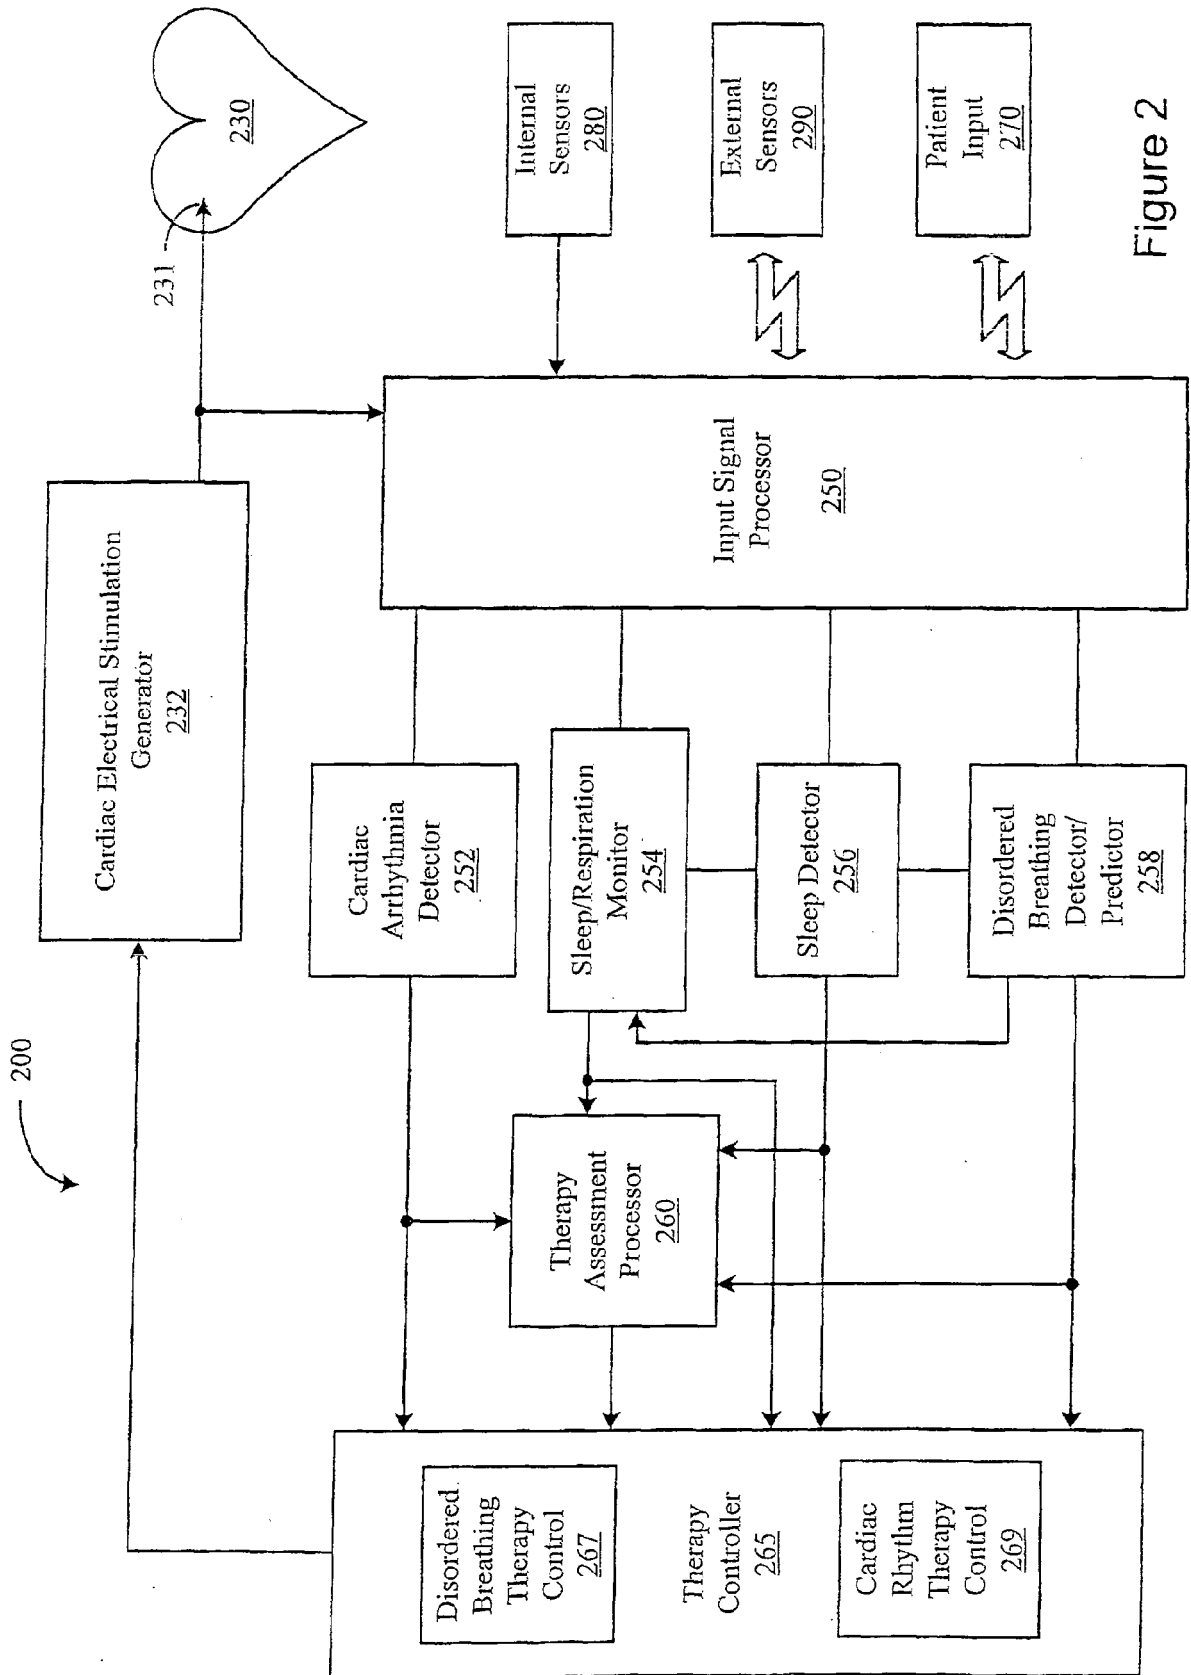 200
Cardiac Electrical Stimulation
Generator
232
231
230
Disordered
Breathing
Therapy
Control
267
Therapy
Controller
265
Cardiac
Rhythm
Therapy
Control
269
Therapy
Assessment
Processor
260
Cardiac
Arrhythmia
Detector
252
Sleep/Respiration
Monitor
254
Sleep Detector
256
Disordered
Breathing
Detector/
Predictor
258
Input Signal
Processor
250
Internal
Sensors
280
External
Sensors
290
Patient
Input
270
Figure 2